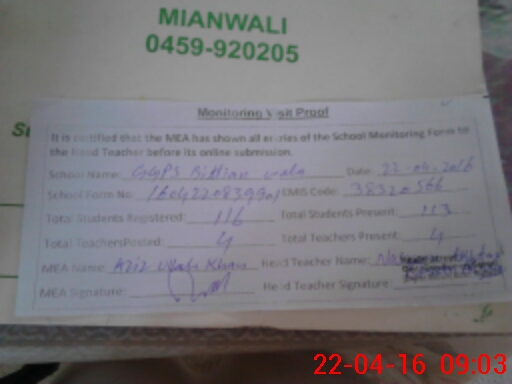 MIANWALI
0459-920205
Monitoring Visit Proof
It is certified that the MEA has shown all entries of the School Monitoring Form to
the Head Teacher before its online submission.
School Name: GGPS Bithian wala Date: 22-04-2016
School Form No: EMIS Code: 38320566
Total Students Registered: 116 Total Students Present: 113
Total Teachers Posted: 4 Total Teachers Present: 4
MEA Name: Aziz Ullah Khan Head Teacher Name:
MEA Signature: Head Teacher Signature:
22-04-16 09:03